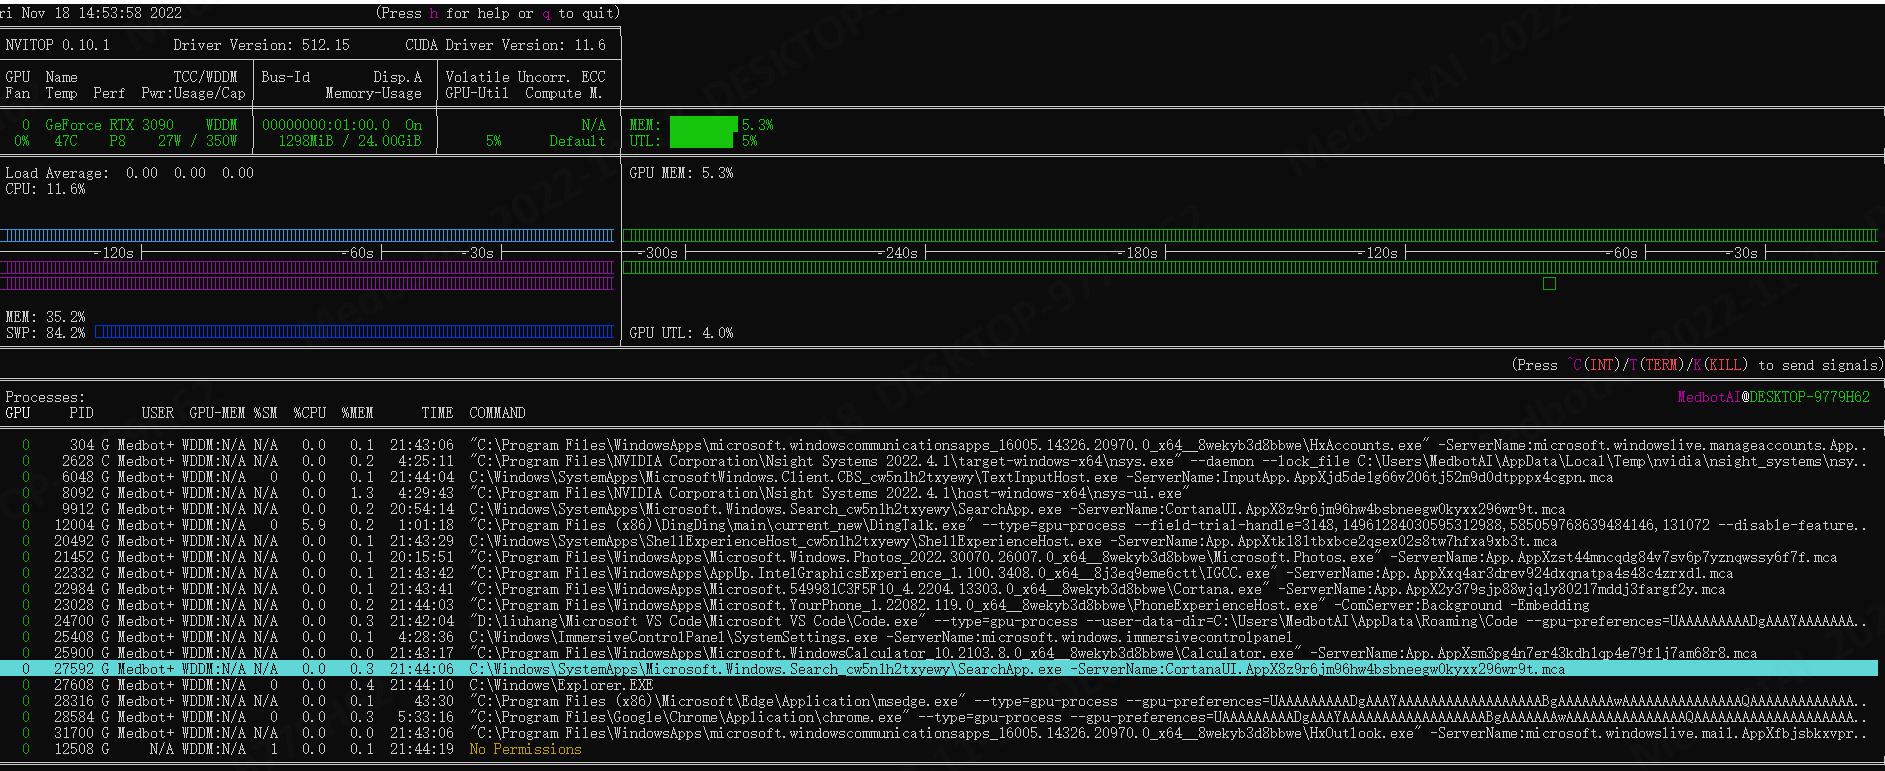 ri Nov 18 14:53:58 2022 (Press h for help or q to quit)
NVITOP 0.10.1 Driver Version: 512.15 CUDA Driver Version: 11.6
GPU Name TCC/WDDM Bus-Id Disp.A Volatile Uncorr. ECC
Fan Temp Perf Pwr:Usage/Cap Memory-Usage GPU-Util Compute M.
0 GeForce RTX 3090 WDDM 00000000:01:00.0 On N/A MEM: 5.3%
0% 47C P8 27W / 350W 1298MiB / 24.00GiB 5% Default UTL: 5%
Load Average: 0.00 0.00 0.00 GPU MEM: 5.3%
CPU: 11.6%
-120s -60s -30s -300s -240s -180s -120s -60s -30s
MEM: 35.2%
SWP: 84.2% GPU UTL: 4.0%
(Press ^C(INT)/T(TERM)/K(KILL) to send signals)
Processes: MedbotAI@DESKTOP-9779H62
GPU PID USER GPU-MEM %SM %CPU %MEM TIME COMMAND
0 304 G Medbot+ WDDM:N/A N/A 0.0 0.1 21:43:06 "C:\Program Files\WindowsApps\microsoft.windowscommunicationsapps_16005.14326.20970.0_x64__8wekyb3d8bbwe\HxAccounts.exe" -ServerName:microsoft.windowslive.manageaccounts.App..
0 2628 C Medbot+ WDDM:N/A N/A 0.0 0.2 4:25:11 "C:\Program Files\NVIDIA Corporation\Nsight Systems 2022.4.1\target-windows-x64\nsys.exe" --daemon --lock_file C:\Users\MedbotAI\AppData\Local\Temp\nvidia\nsight_systems\nsy..
0 6048 G Medbot+ WDDM:N/A 0 0.0 0.1 21:44:04 C:\Windows\SystemApps\MicrosoftWindows.Client.CBS_cw5n1h2txyewy\TextInputHost.exe -ServerName:InputApp.AppXjd5de1g66v206tj52m9d0dtpppx4cgpn.mca
0 8092 G Medbot+ WDDM:N/A N/A 0.0 1.3 4:29:43 "C:\Program Files\NVIDIA Corporation\Nsight Systems 2022.4.1\host-windows-x64\nsys-ui.exe"
0 9912 G Medbot+ WDDM:N/A N/A 0.0 0.2 20:54:14 C:\Windows\SystemApps\Microsoft.Windows.Search_cw5n1h2txyewy\SearchApp.exe -ServerName:CortanaUI.AppX8z9r6jm96hw4bsbneegw0kyxx296wr9t.mca
0 12004 G Medbot+ WDDM:N/A 0 5.9 0.2 1:01:18 "C:\Program Files (x86)\DingDing\main\current_new\DingTalk.exe" --type=gpu-process --field-trial-handle=3148,14961284030595312988,585059768639484146,131072 --disable-feature..
0 20492 G Medbot+ WDDM:N/A N/A 0.0 0.1 21:43:29 C:\Windows\SystemApps\ShellExperienceHost_cw5n1h2txyewy\ShellExperienceHost.exe -ServerName:App.AppXtk181tbxbce2qsex02s8tw7hfxa9xb3t.mca
0 21452 G Medbot+ WDDM:N/A N/A 0.0 0.1 20:15:51 "C:\Program Files\WindowsApps\Microsoft.Windows.Photos_2022.30070.26007.0_x64__8wekyb3d8bbwe\Microsoft.Photos.exe" -ServerName:App.AppXzst44mncqdg84v7sv6p7yznqwssy6f7f.mca
0 22332 G Medbot+ WDDM:N/A N/A 0.0 0.1 21:43:42 "C:\Program Files\WindowsApps\AppUp.IntelGraphicsExperience_1.100.3408.0_x64__8j3eq9eme6ctt\IGCC.exe" -ServerName:App.AppXxq4ar3drev924dxqnatpa4s48c4zrxd1.mca
0 22984 G Medbot+ WDDM:N/A N/A 0.0 0.1 21:43:41 "C:\Program Files\WindowsApps\Microsoft.549981C3F5F10_4.2204.13303.0_x64__8wekyb3d8bbwe\Cortana.exe" -ServerName:App.AppX2y379sjp88wjq1y80217mddj3fargf2y.mca
0 23028 G Medbot+ WDDM:N/A N/A 0.0 0.2 21:44:03 "C:\Program Files\WindowsApps\Microsoft.YourPhone_1.22082.119.0_x64__8wekyb3d8bbwe\PhoneExperienceHost.exe" -ComServer:Background -Embedding
0 24700 G Medbot+ WDDM:N/A N/A 0.0 0.3 21:42:04 "D:\liuhang\Microsoft VS Code\Microsoft VS Code\Code.exe" --type=gpu-process --user-data-dir=C:\Users\MedbotAI\AppData\Roaming\Code --gpu-preferences=UAAAAAAAAADgAAAYAAAAAAA..
0 25408 G Medbot+ WDDM:N/A N/A 0.0 0.1 4:28:36 C:\Windows\ImmersiveControlPanel\SystemSettings.exe -ServerName:microsoft.windows.immersivecontrolpanel
0 25900 G Medbot+ WDDM:N/A N/A 0.0 0.0 21:43:17 "C:\Program Files\WindowsApps\Microsoft.WindowsCalculator_10.2103.8.0_x64__8wekyb3d8bbwe\Calculator.exe" -ServerName:App.AppXsm3pg4n7er43kdh1qp4e79f1j7am68r8.mca
0 27592 G Medbot+ WDDM:N/A N/A 0.0 0.3 21:44:06 C:\Windows\SystemApps\Microsoft.Windows.Search_cw5n1h2txyewy\SearchApp.exe -ServerName:CortanaUI.AppX8z9r6jm96hw4bsbneegw0kyxx296wr9t.mca
0 27608 G Medbot+ WDDM:N/A 0 0.0 0.4 21:44:10 C:\Windows\Explorer.EXE
0 28316 G Medbot+ WDDM:N/A N/A 0.0 0.1 43:30 "C:\Program Files (x86)\Microsoft\Edge\Application\msedge.exe" --type=gpu-process --gpu-preferences=UAAAAAAAAADgAAAYAAAAAAAAAAAAAAAAAABgAAAAAAAwAAAAAAAAAAAAAAAQAAAAAAAAAAAAA..
0 28584 G Medbot+ WDDM:N/A 0 0.0 0.3 5:33:16 "C:\Program Files\Google\Chrome\Application\chrome.exe" --type=gpu-process --gpu-preferences=UAAAAAAAAADgAAAYAAAAAAAAAAAAAAAAAABgAAAAAAAwAAAAAAAAAAAAAAAQAAAAAAAAAAAAAAAAAAAA..
0 31700 G Medbot+ WDDM:N/A N/A 0.0 0.0 21:43:06 "C:\Program Files\WindowsApps\microsoft.windowscommunicationsapps_16005.14326.20970.0_x64__8wekyb3d8bbwe\HxOutlook.exe" -ServerName:microsoft.windowslive.mail.AppXfbjsbkxvpr..
0 12508 G N/A WDDM:N/A 1 0.0 0.1 21:44:19 No Permissions